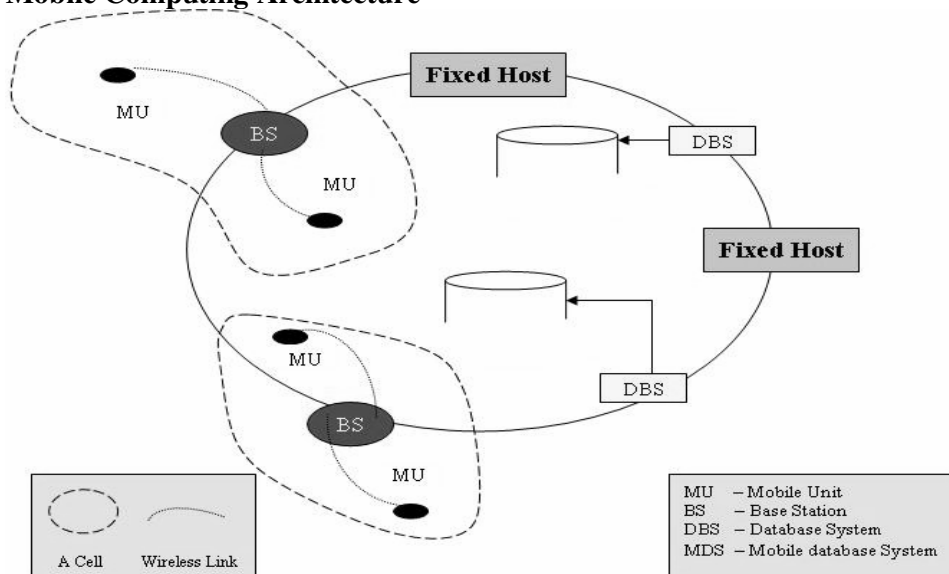 Mobile Computing Architecture
Fixed Host
MU
BS
DBS
MU
Fixed Host
MU
DBS
BS
MU
A Cell
Wireless Link
MU – Mobile Unit
BS – Base Station
DBS – Database System
MDS – Mobile database System